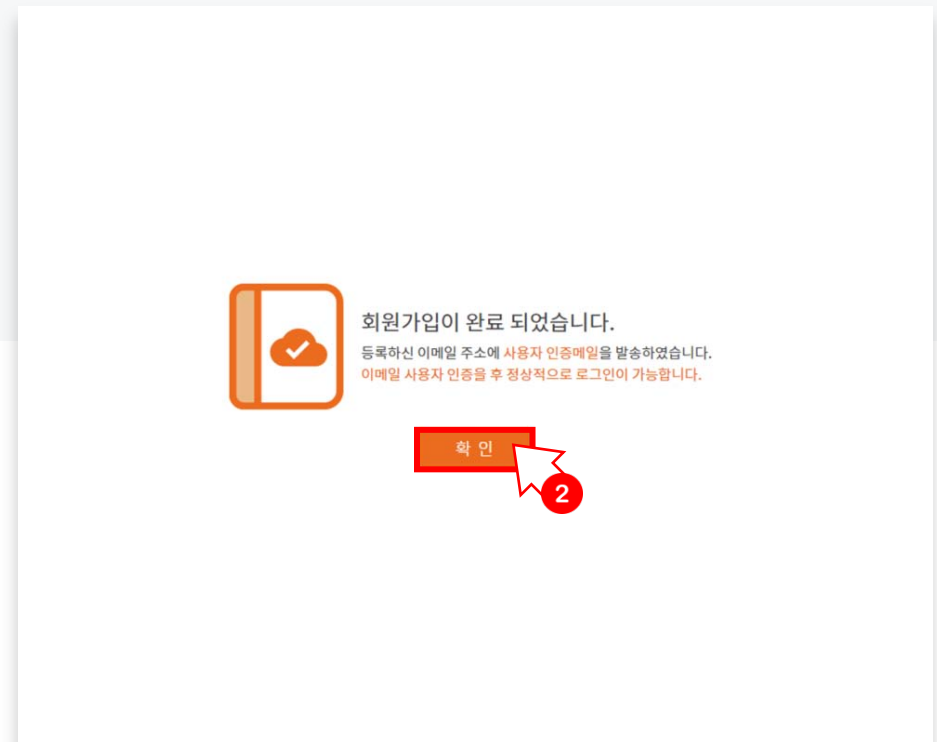 회원가입이 완료 되었습니다.
등록하신 이메일 주소에 사용자 인증메일을 발송하였습니다.
이메일 사용자 인증을 후 정상적으로 로그인이 가능합니다.
확 인
2